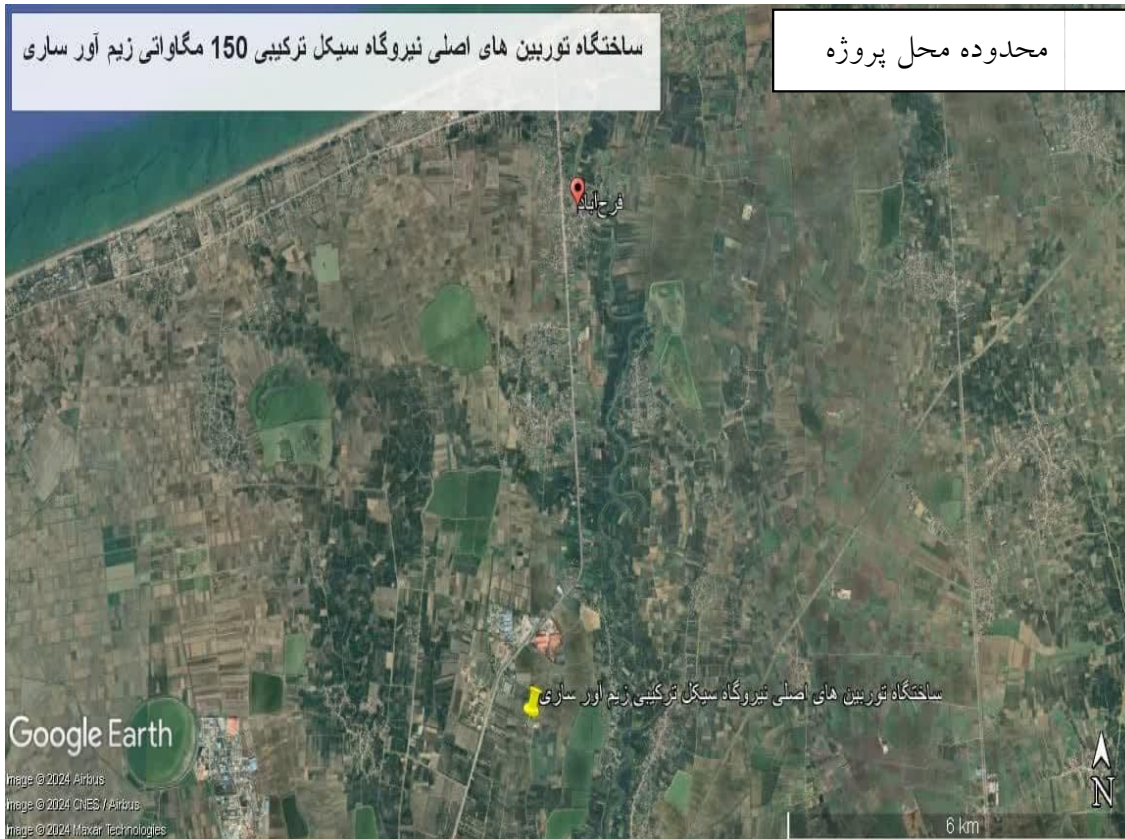 محدوده محل پروژه
ساختگاه توربین های اصلی نیروگاه سیکل ترکیبی 150 مگاواتی زیم آور ساری
فرح‌آباد
ساختگاه توربین های اصلی نیروگاه سیکل ترکیبی زیم آور ساری
Google Earth
Image © 2024 Airbus
Image © 2024 CNES / Airbus
Image © 2024 Maxar Technologies
N
6 km